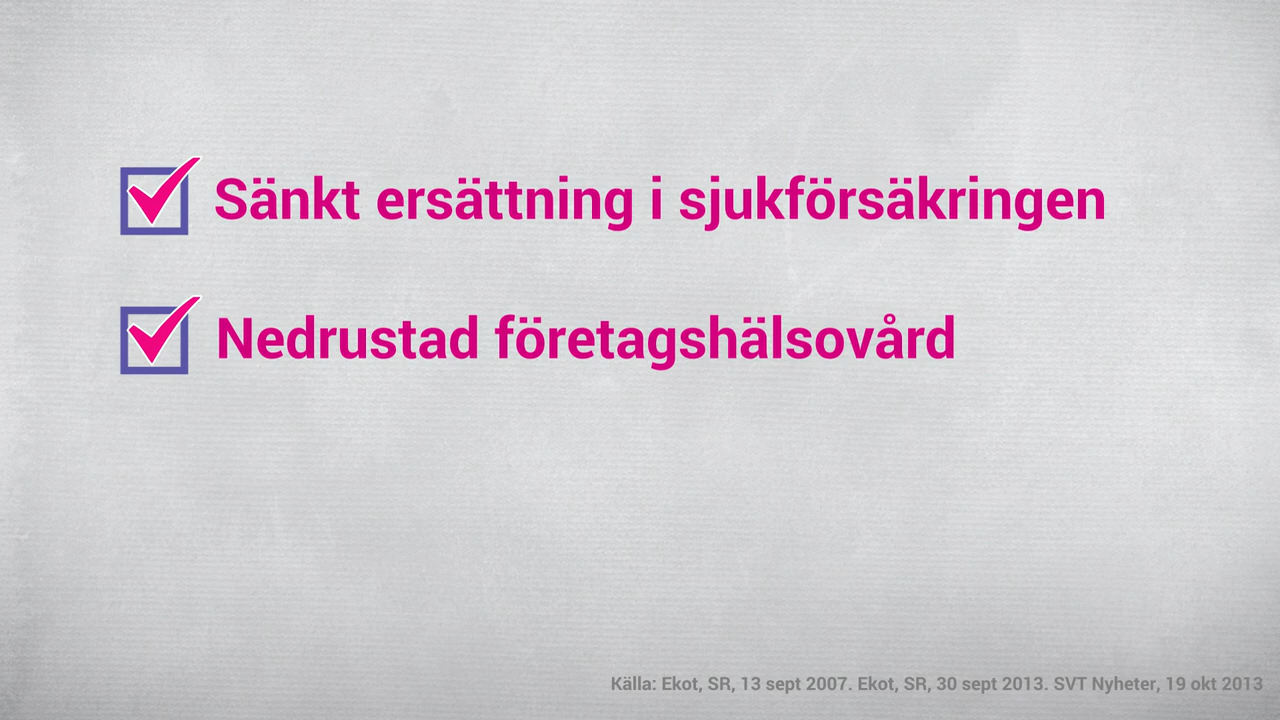 Sänkt ersättning i sjukförsäkringen
Nedrustad företagshälsovård
Källa: Ekot, SR, 13 sept 2007. Ekot, SR, 30 sept 2013. SVT Nyheter, 19 okt 2013